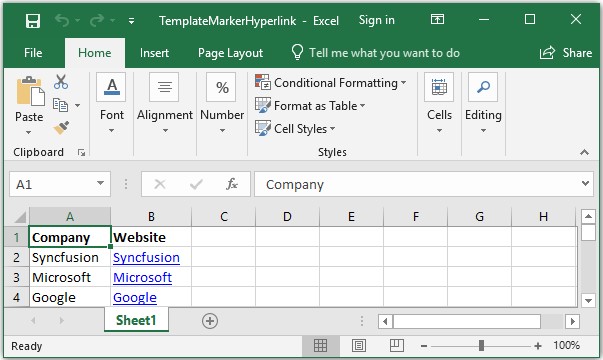 TemplateMarkerHyperlink - Excel Sign in
File Home Insert Page Layout Tell me what you want to do Share
Paste Font Alignment Number Conditional Formatting Format as Table Cell Styles Cells Editing
Clipboard Styles
A1 fx Company
A B C D E F G H
1 Company Website
2 Syncfusion Syncfusion
3 Microsoft Microsoft
4 Google Google
Sheet1
Ready 100%